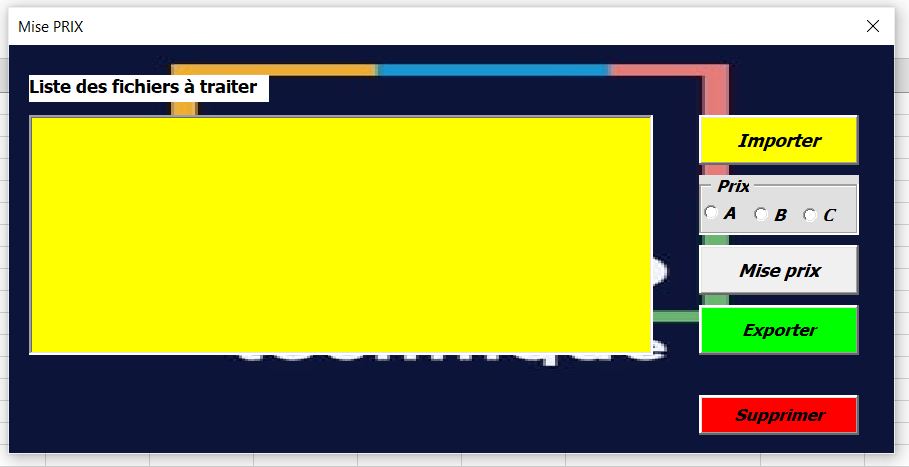 Mise PRIX
Liste des fichiers à traiter
Importer
Prix
A B C
Mise prix
Exporter
Supprimer